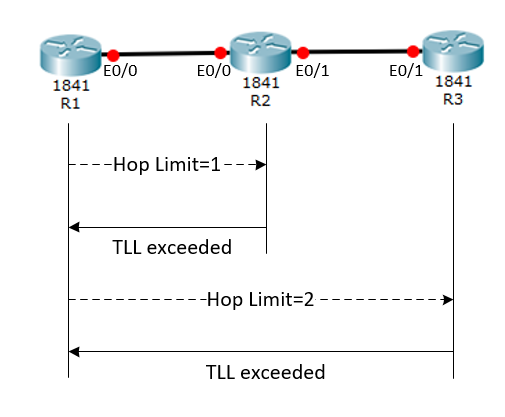 E0/0
E0/0
E0/1
E0/1
1841
R1
1841
R2
1841
R3
Hop Limit=1
TLL exceeded
Hop Limit=2
TLL exceeded